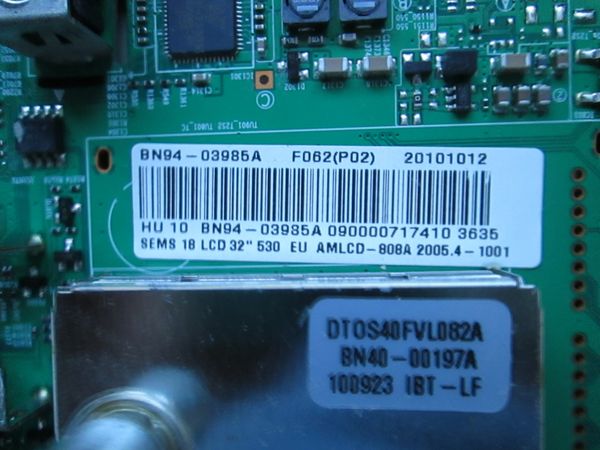 BN94-03985A F062(P02) 20101012
HU 10 BN94-03985A 090000717410 3635
SEMS 18 LCD 32" 530 EU AMLCD-808A 2005.4-1001
DTOS40FVL082A
BN40-00197A
100923 IBT-LF